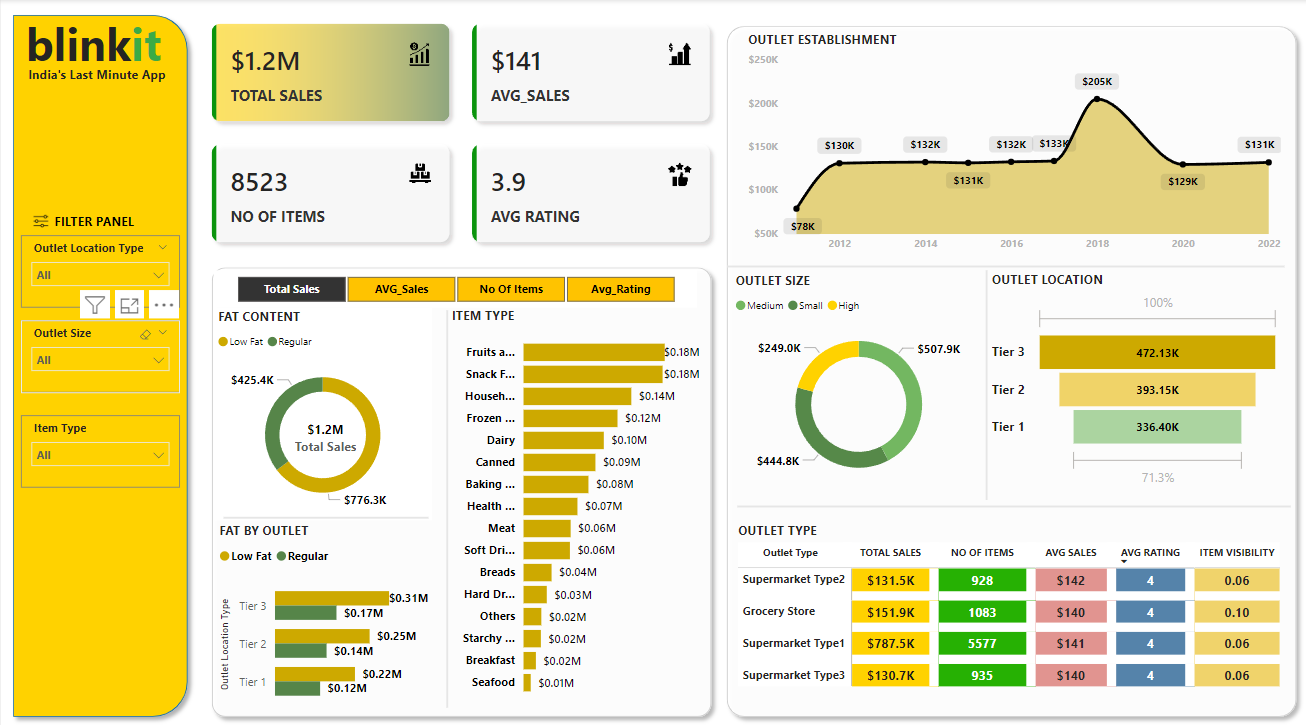 blinkit
India's Last Minute App
FILTER PANEL
Outlet Location Type
All
Outlet Size
All
Item Type
All
$1.2M
TOTAL SALES
$141
AVG_SALES
8523
NO OF ITEMS
3.9
AVG RATING
Total Sales AVG_Sales No Of Items Avg_Rating
FAT CONTENT
Low Fat Regular
$425.4K
$1.2M
Total Sales
$776.3K
FAT BY OUTLET
Low Fat Regular
Outlet Location Type
Tier 3 $0.31M
$0.17M
Tier 2 $0.25M
$0.14M
Tier 1 $0.22M
$0.12M
ITEM TYPE
Fruits a... $0.18M
Snack F... $0.18M
Househ... $0.14M
Frozen ... $0.12M
Dairy $0.10M
Canned $0.09M
Baking ... $0.08M
Health ... $0.07M
Meat $0.06M
Soft Dri... $0.06M
Breads $0.04M
Hard Dr... $0.03M
Others $0.02M
Starchy ... $0.02M
Breakfast $0.02M
Seafood $0.01M
OUTLET ESTABLISHMENT
$250K
$200K
$150K
$100K
$50K
$78K
$130K
$132K
$131K
$132K
$133K
$205K
$129K
$131K
2012 2014 2016 2018 2020 2022
OUTLET SIZE
Medium Small High
$249.0K
$507.9K
$444.8K
OUTLET LOCATION
100%
Tier 3 472.13K
Tier 2 393.15K
Tier 1 336.40K
71.3%
OUTLET TYPE
Outlet Type TOTAL SALES NO OF ITEMS AVG SALES AVG RATING ITEM VISIBILITY
Supermarket Type2 $131.5K 928 $142 4 0.06
Grocery Store $151.9K 1083 $140 4 0.10
Supermarket Type1 $787.5K 5577 $141 4 0.06
Supermarket Type3 $130.7K 935 $140 4 0.06